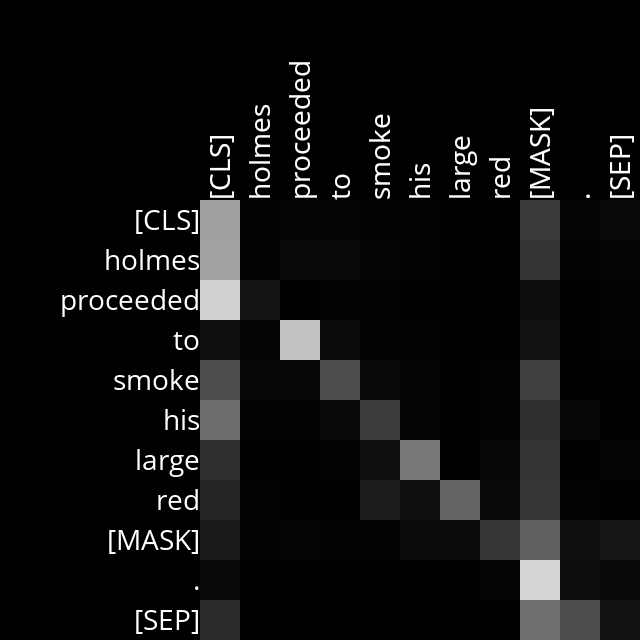 [CLS]
holmes
proceeded
to
smoke
his
large
red
[MASK]
.
[SEP]
[CLS]
holmes
proceeded
to
smoke
his
large
red
[MASK]
.
[SEP]